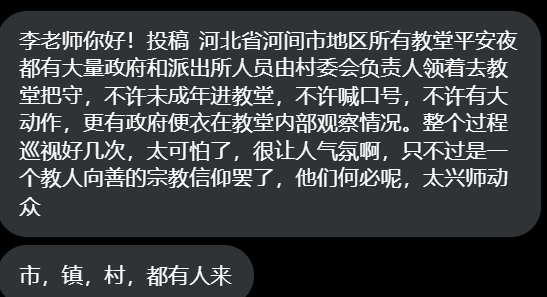 李老师你好！投稿 河北省河间市地区所有教堂平安夜
都有大量政府和派出所人员由村委会负责人领着去教
堂把守，不许未成年进教堂，不许喊口号，不许有大
动作，更有政府便衣在教堂内部观察情况。整个过程
巡视好几次，太可怕了，很让人气氛啊，只不过是一
个教人向善的宗教信仰罢了，他们何必呢，太兴师动
众
市，镇，村，都有人来